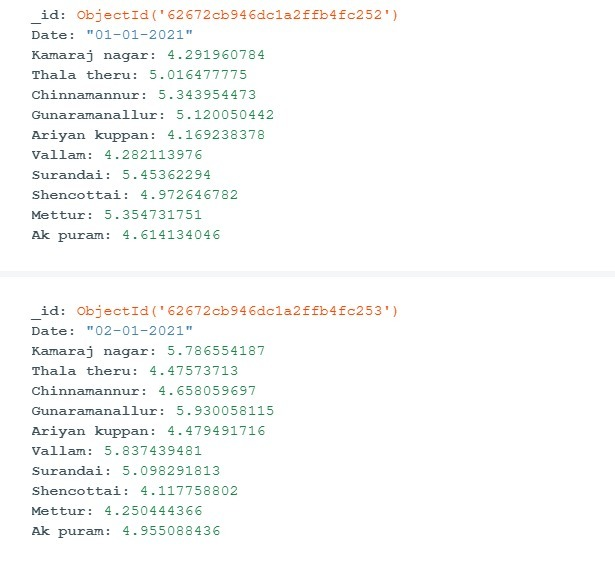 _id: ObjectId('62672cb946dc1a2ffb4fc252')
Date: "01-01-2021"
Kamaraj nagar: 4.291960784
Thala theru: 5.016477775
Chinnamannur: 5.343954473
Gunaramanallur: 5.120050442
Ariyan kuppan: 4.169238378
Vallam: 4.282113976
Surandai: 5.45362294
Shencottai: 4.972646782
Mettur: 5.354731751
Ak puram: 4.614134046
_id: ObjectId('62672cb946dc1a2ffb4fc253')
Date: "02-01-2021"
Kamaraj nagar: 5.786554187
Thala theru: 4.47573713
Chinnamannur: 4.658059697
Gunaramanallur: 5.930058115
Ariyan kuppan: 4.479491716
Vallam: 5.837439481
Surandai: 5.098291813
Shencottai: 4.117758802
Mettur: 4.250444366
Ak puram: 4.955088436